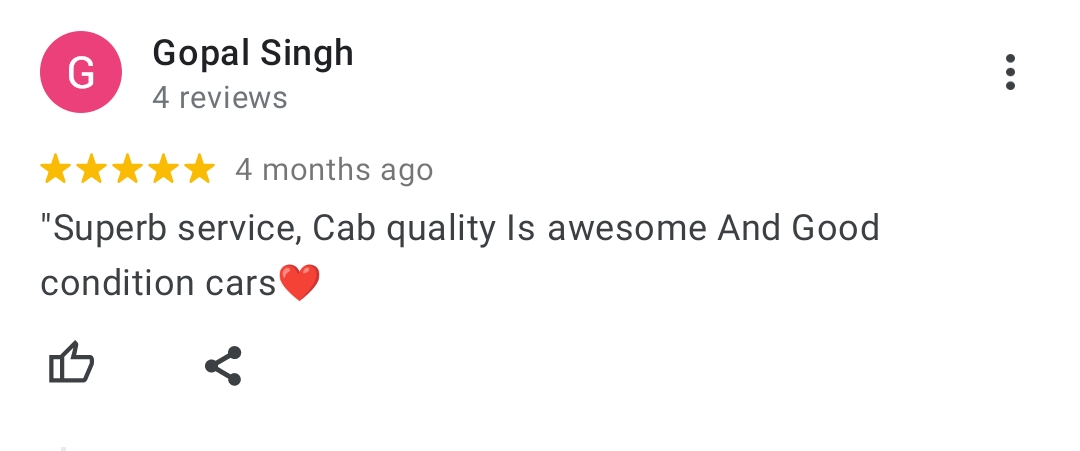 G
Gopal Singh
4 reviews
4 months ago
"Superb service, Cab quality Is awesome And Good
condition cars❤️